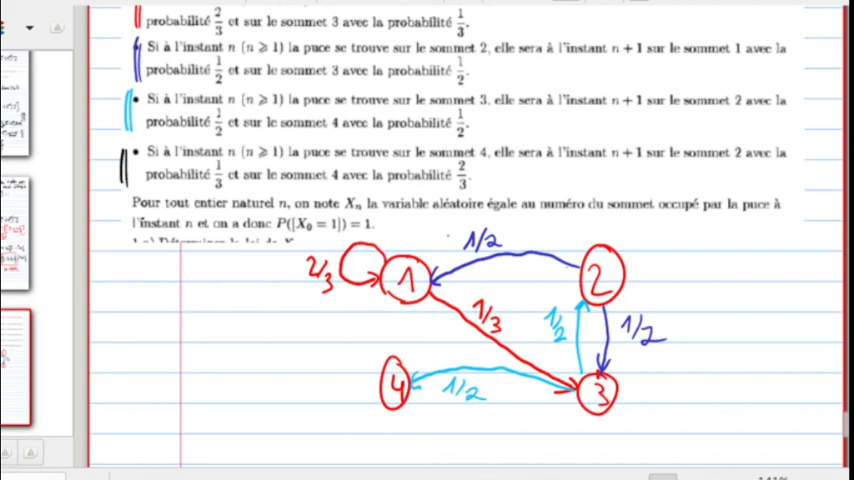 probabilité 2/3 et sur le sommet 3 avec la probabilité 1/3.
• Si à l'instant n (n ⩾ 1) la puce se trouve sur le sommet 2, elle sera à l'instant n + 1 sur le sommet 1 avec la
probabilité 1/2 et sur le sommet 3 avec la probabilité 1/2.
• Si à l'instant n (n ⩾ 1) la puce se trouve sur le sommet 3, elle sera à l'instant n + 1 sur le sommet 2 avec la
probabilité 1/2 et sur le sommet 4 avec la probabilité 1/2.
• Si à l'instant n (n ⩾ 1) la puce se trouve sur le sommet 4, elle sera à l'instant n + 1 sur le sommet 2 avec la
probabilité 1/3 et sur le sommet 4 avec la probabilité 2/3.
Pour tout entier naturel n, on note Xn la variable aléatoire égale au numéro du sommet occupé par la puce à
l'instant n et on a donc P([X0 = 1]) = 1.
1/2
2/3
1
2
1/3
1/2
1/2
4
1/2
3